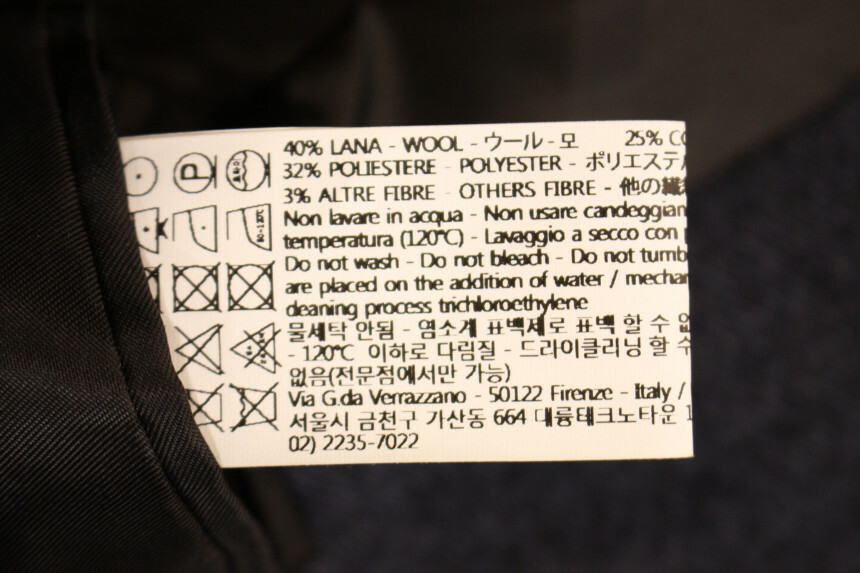 40% LANA - WOOL - ウール - 모 25% CO
32% POLIESTERE - POLYESTER - ポリエステル
3% ALTRE FIBRE - OTHERS FIBRE - 他の繊
Non lavare in acqua - Non usare candeggian
temperatura (120°C) - Lavaggio a secco con
Do not wash - Do not bleach - Do not tumb
are placed on the addition of water / mechan
cleaning process trichloroethylene
물세탁 안됨 - 염소계 표백제로 표백 할 수 없
- 120°C 이하로 다림질 - 드라이클리닝 할 수
없음(전문점에서만 가능)
Via G.da Verrazzano - 50122 Firenze - Italy /
서울시 금천구 가산동 664 대륭테크노타운 1
02) 2235-7022
P